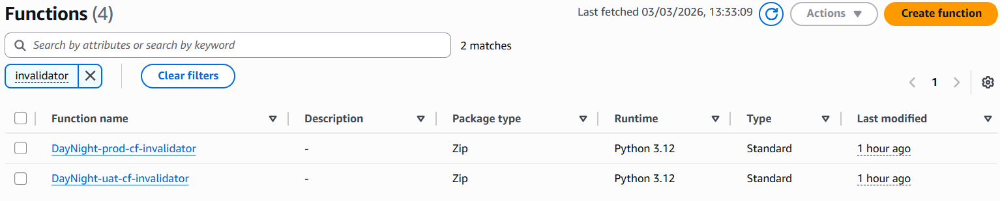 Functions (4)
Last fetched 03/03/2026, 13:33:09
Actions
Create function
Search by attributes or search by keyword
2 matches
invalidator
Clear filters
1
Function name Description Package type Runtime Type Last modified
DayNight-prod-cf-invalidator - Zip Python 3.12 Standard 1 hour ago
DayNight-uat-cf-invalidator - Zip Python 3.12 Standard 1 hour ago